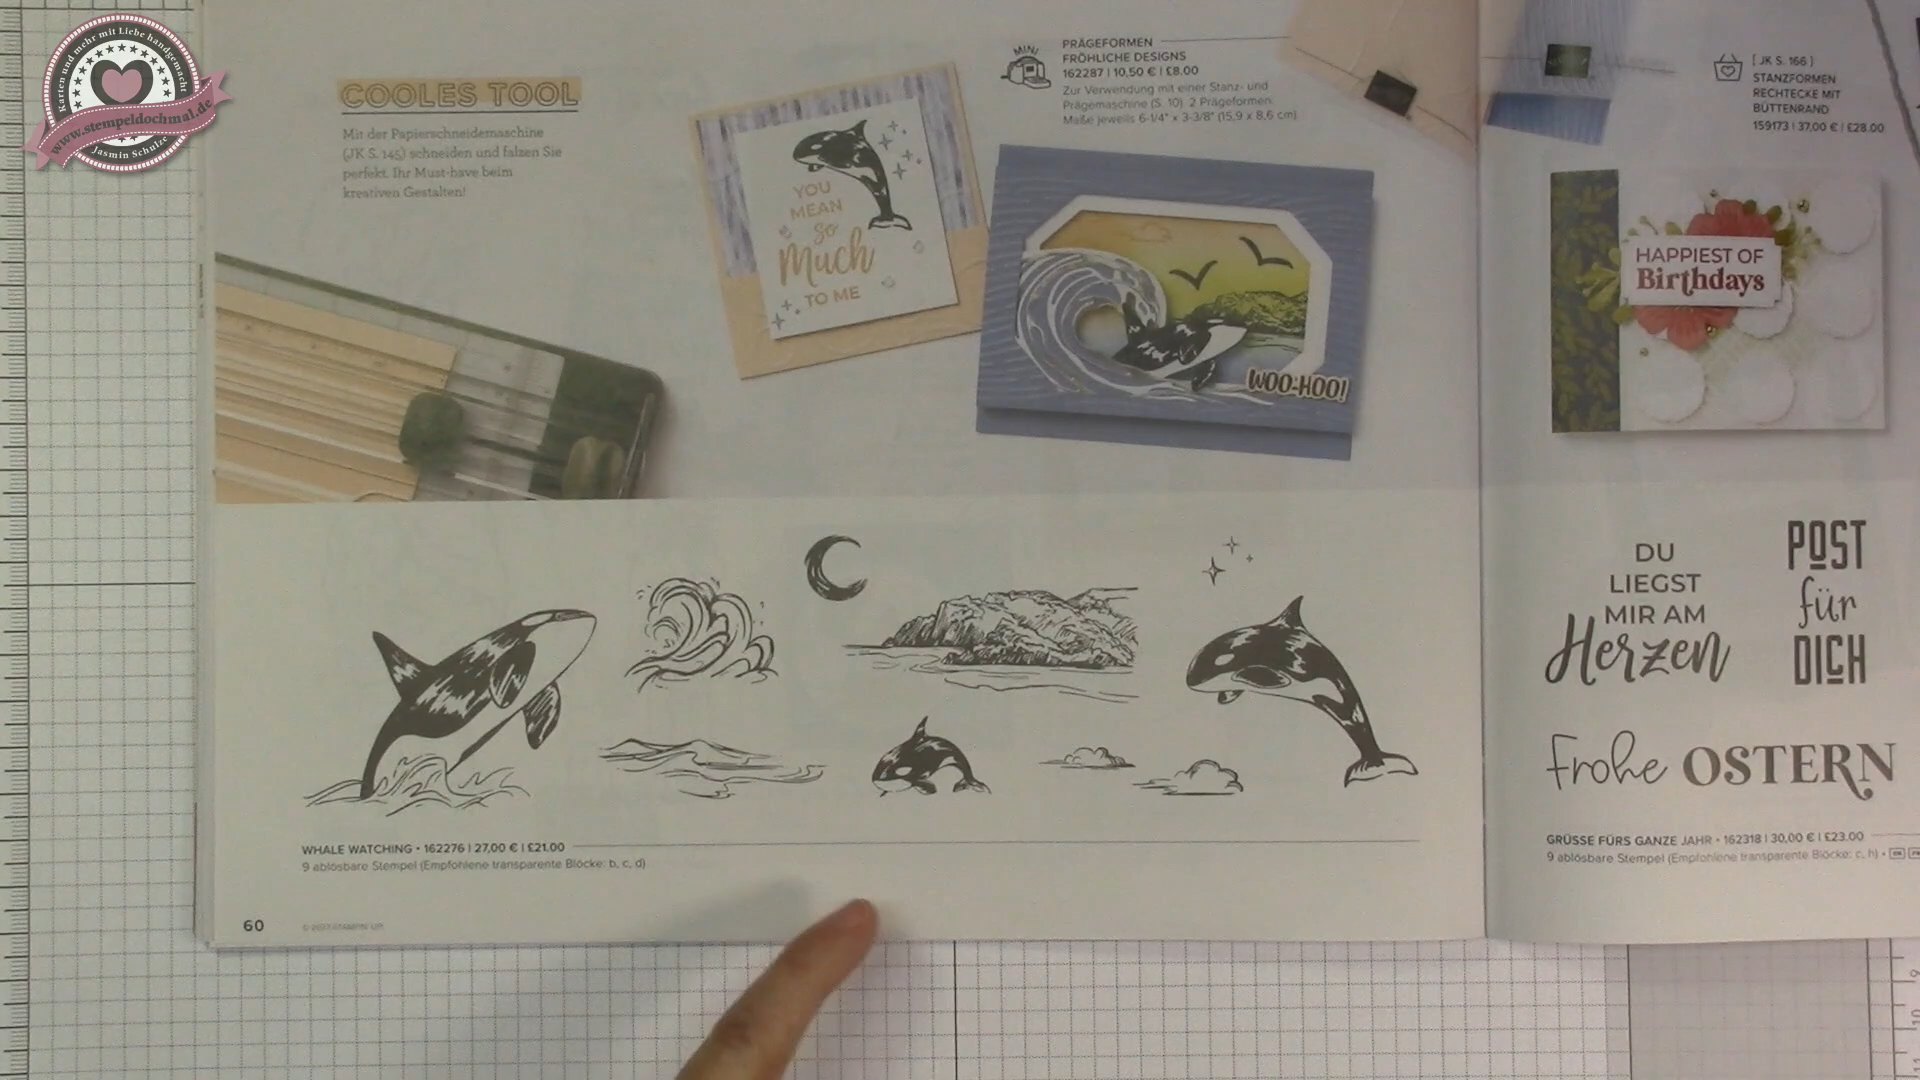 Karten und mehr mit Liebe handgemacht
www.stempeldochmal.de
Jasmin Schulze
COOLES TOOL
Mit der Papierschneidemaschine
(JK S. 145) schneiden und falzen Sie
perfekt. Ihr Must-have beim
kreativen Gestalten!
YOU
MEAN
so
Much
TO ME
MINI
PRÄGEFORMEN
FRÖHLICHE DESIGNS
162287 | 10,50 € | £8.00
Zur Verwendung mit einer Stanz- und
Prägemaschine (S. 10). 2 Prägeformen.
Maße jeweils 6-1/4" x 3-3/8" (15,9 x 8,6 cm)
WOO-HOO!
[ JK S. 166 ]
STANZFORMEN
RECHTECKE MIT
BÜTTENRAND
159173 | 37,00 € | £28.00
HAPPIEST OF
Birthdays
WHALE WATCHING • 162276 | 27,00 € | £21.00
9 ablösbare Stempel (Empfohlene transparente Blöcke: b, c, d)
60
DU
LIEGST
MIR AM
Herzen
POST
für
DICH
Frohe OSTERN
GRÜSSE FÜRS GANZE JAHR • 162318 | 30,00 € | £23.00
9 ablösbare Stempel (Empfohlene transparente Blöcke: c, h) •